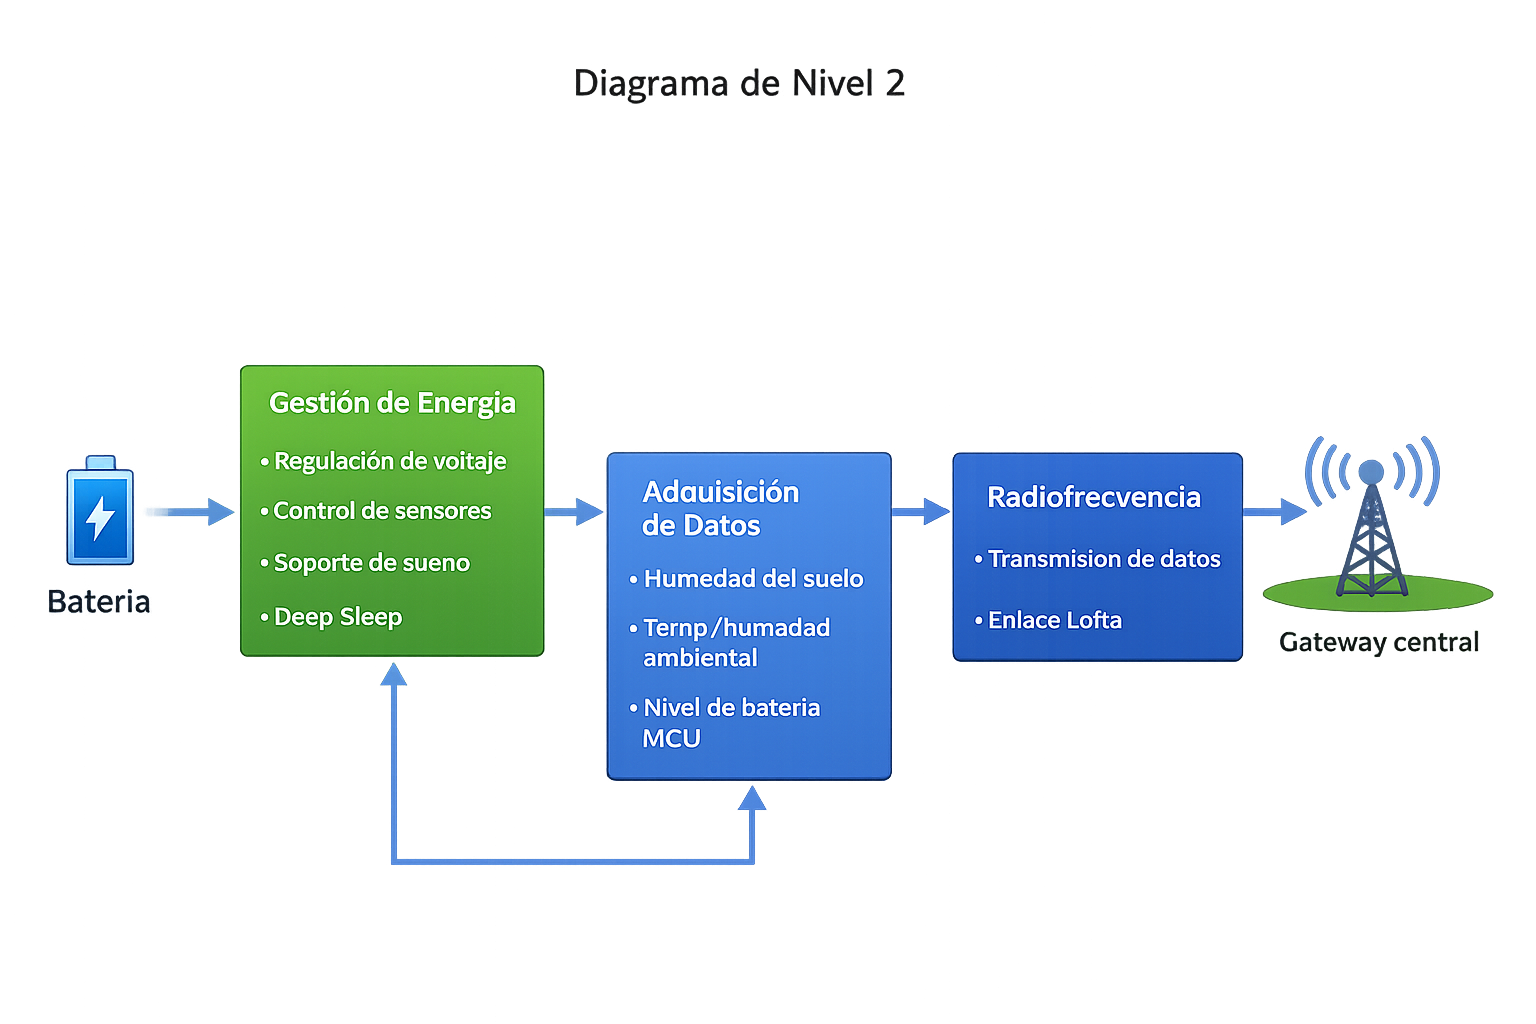 Diagrama de Nivel 2
Bateria
Gestión de Energia
• Regulación de voitaje
• Control de sensores
• Soporte de sueno
• Deep Sleep
Adquisición
de Datos
• Humedad del suelo
• Ternp/humadad
ambiental
• Nivel de bateria
MCU
Radiofrecvencia
• Transmision de datos
• Enlace Lofta
Gateway central